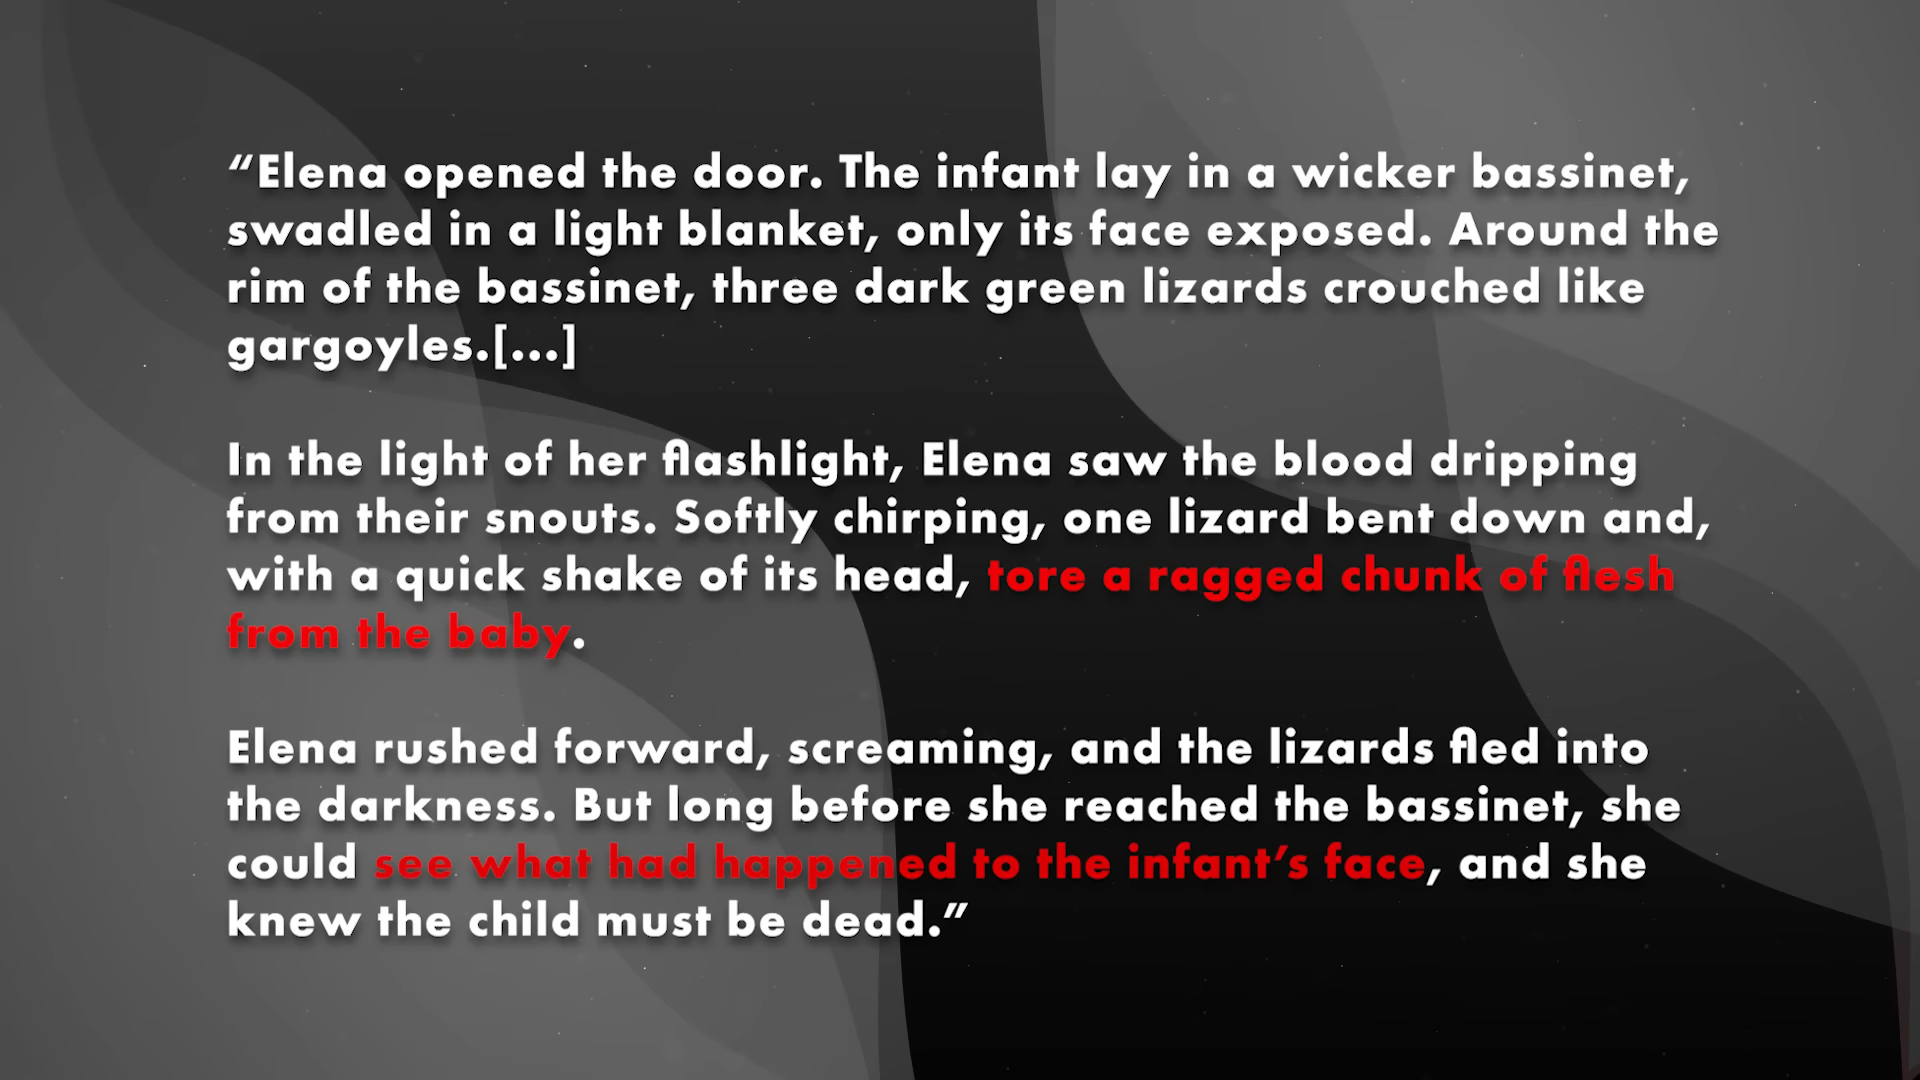 “Elena opened the door. The infant lay in a wicker bassinet,
swadled in a light blanket, only its face exposed. Around the
rim of the bassinet, three dark green lizards crouched like
gargoyles.[...]
In the light of her flashlight, Elena saw the blood dripping
from their snouts. Softly chirping, one lizard bent down and,
with a quick shake of its head, tore a ragged chunk of flesh
from the baby.
Elena rushed forward, screaming, and the lizards fled into
the darkness. But long before she reached the bassinet, she
could see what had happened to the infant’s face, and she
knew the child must be dead.”